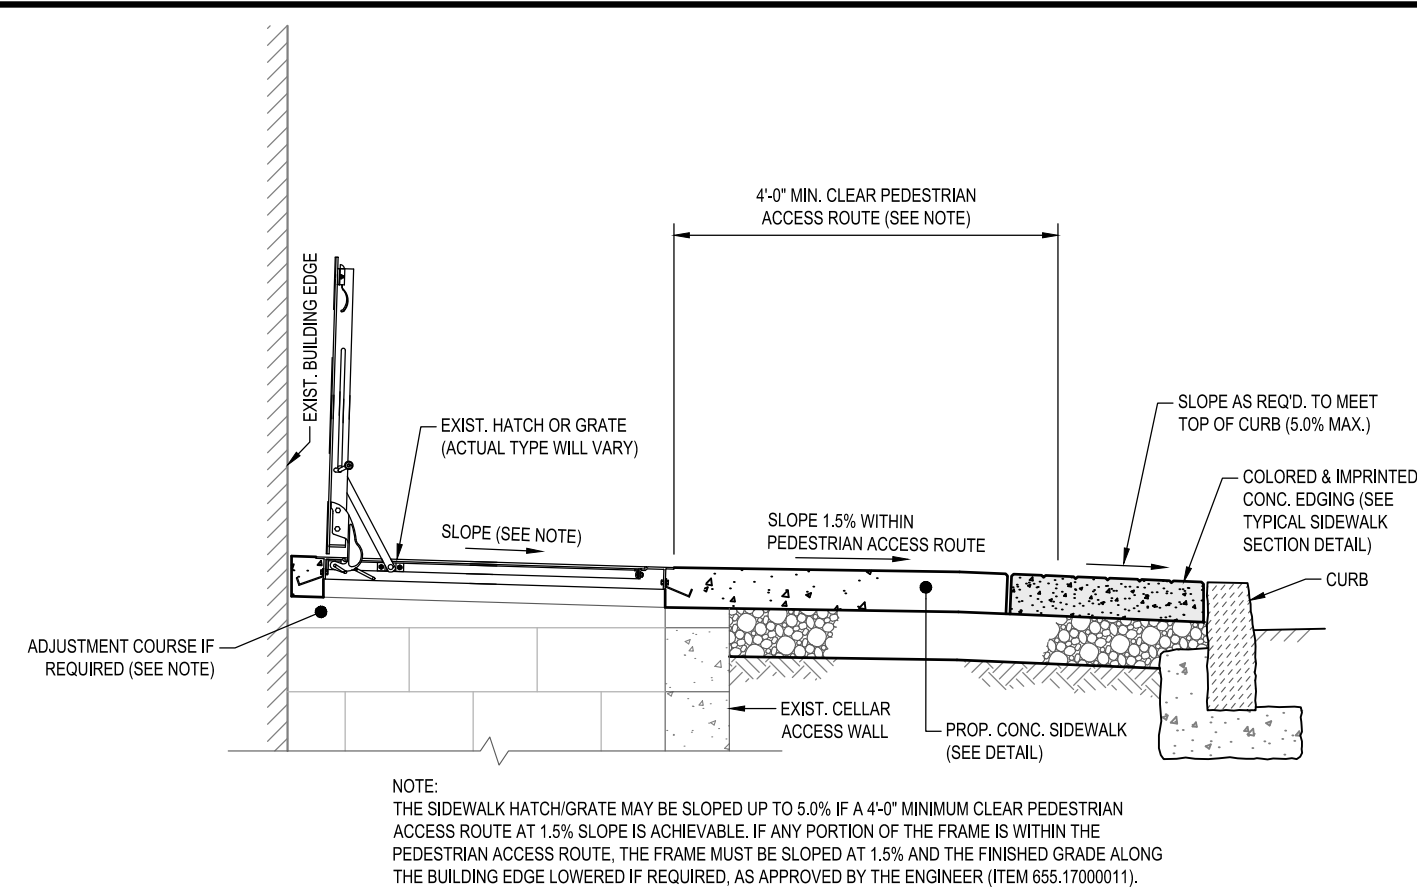 4'-0" MIN. CLEAR PEDESTRIAN
ACCESS ROUTE (SEE NOTE)
EXIST. BUILDING EDGE
EXIST. HATCH OR GRATE
(ACTUAL TYPE WILL VARY)
SLOPE AS REQ'D. TO MEET
TOP OF CURB (5.0% MAX.)
COLORED & IMPRINTED
CONC. EDGING (SEE
TYPICAL SIDEWALK
SECTION DETAIL)
SLOPE (SEE NOTE)
SLOPE 1.5% WITHIN
PEDESTRIAN ACCESS ROUTE
CURB
ADJUSTMENT COURSE IF
REQUIRED (SEE NOTE)
EXIST. CELLAR
ACCESS WALL
PROP. CONC. SIDEWALK
(SEE DETAIL)
NOTE:
THE SIDEWALK HATCH/GRATE MAY BE SLOPED UP TO 5.0% IF A 4'-0" MINIMUM CLEAR PEDESTRIAN
ACCESS ROUTE AT 1.5% SLOPE IS ACHIEVABLE. IF ANY PORTION OF THE FRAME IS WITHIN THE
PEDESTRIAN ACCESS ROUTE, THE FRAME MUST BE SLOPED AT 1.5% AND THE FINISHED GRADE ALONG
THE BUILDING EDGE LOWERED IF REQUIRED, AS APPROVED BY THE ENGINEER (ITEM 655.17000011).